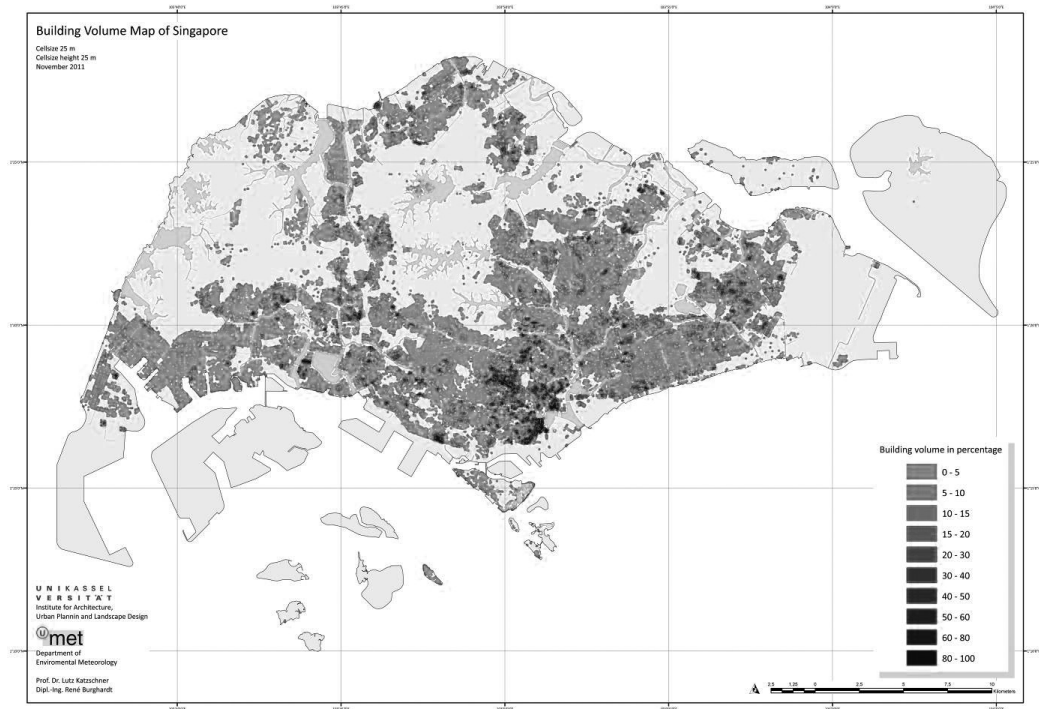 Building Volume Map of Singapore
Cellsize 25 m
Cellsize height 25 m
November 2011
Building volume in percentage
0 - 5
5 - 10
10 - 15
15 - 20
20 - 30
30 - 40
40 - 50
50 - 60
60 - 80
80 - 100
UNIKASSEL
VERSITÄT
Institute for Architecture,
Urban Plannin and Landscape Design
met
Department of
Enviromental Meteorology
Prof. Dr. Lutz Katzschner
Dipl.-Ing. René Burghardt
2.5 1.25 0 2.5 5 7.5 10
Kilometers